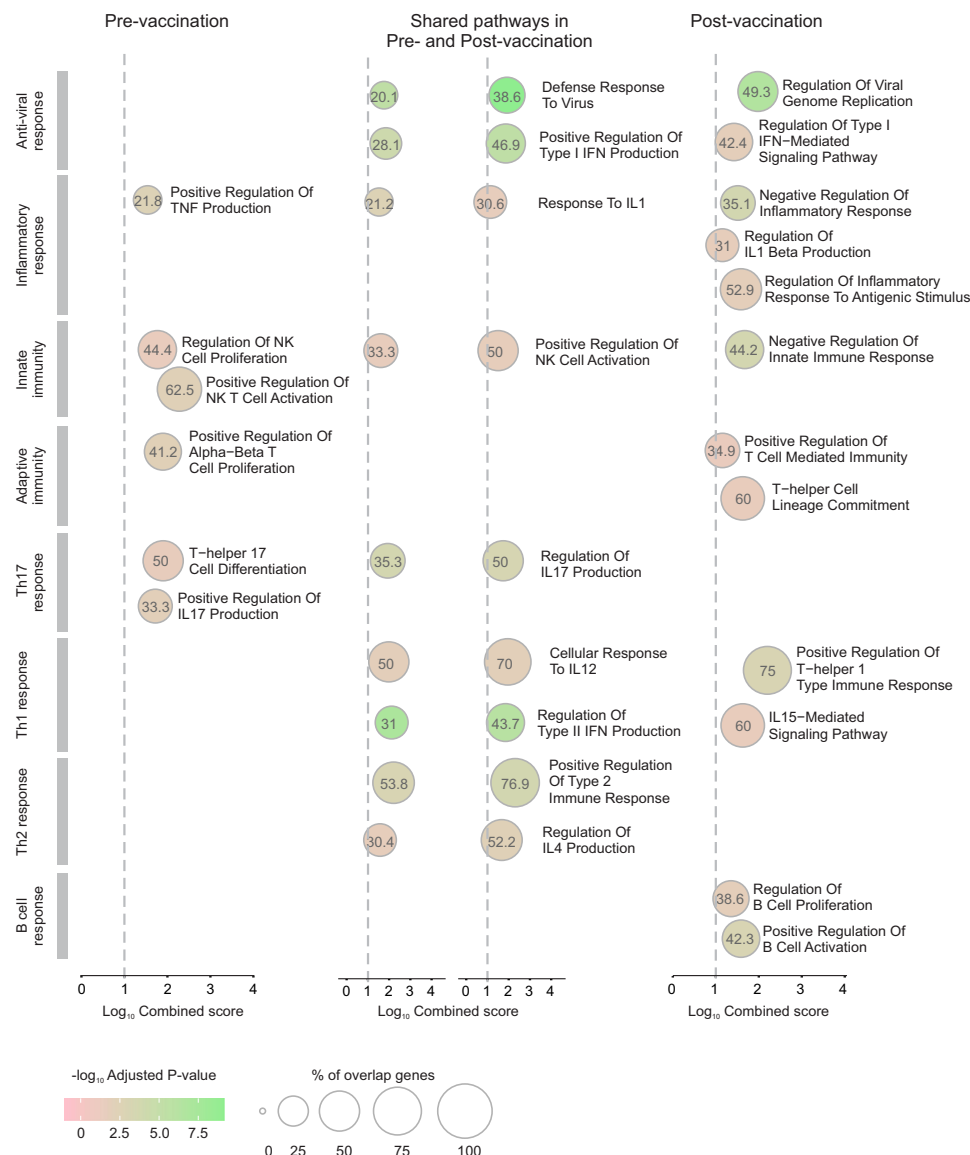 Pre-vaccination
Shared pathways in
Pre- and Post-vaccination
Post-vaccination
Anti-viral
response
20.1
38.6
Defense Response
To Virus
49.3
Regulation Of Viral
Genome Replication
28.1
46.9
Positive Regulation Of
Type I IFN Production
42.4
Regulation Of Type I
IFN−Mediated
Signaling Pathway
Inflammatory
response
21.8
Positive Regulation Of
TNF Production
21.2
30.6
Response To IL1
35.1
Negative Regulation Of
Inflammatory Response
31
Regulation Of
IL1 Beta Production
52.9
Regulation Of Inflammatory
Response To Antigenic Stimulus
Innate
immunity
44.4
Regulation Of NK
Cell Proliferation
33.3
50
Positive Regulation Of
NK Cell Activation
44.2
Negative Regulation Of
Innate Immune Response
62.5
Positive Regulation Of
NK T Cell Activation
Adaptive
immunity
41.2
Positive Regulation Of
Alpha−Beta T
Cell Proliferation
34.9
Positive Regulation Of
T Cell Mediated Immunity
60
T-helper Cell
Lineage Commitment
Th17
response
50
T−helper 17
Cell Differentiation
35.3
50
Regulation Of
IL17 Production
33.3
Positive Regulation Of
IL17 Production
Th1 response
50
70
Cellular Response
To IL12
75
Positive Regulation Of
T−helper 1
Type Immune Response
31
43.7
Regulation Of
Type II IFN Production
60
IL15−Mediated
Signaling Pathway
Th2 response
53.8
76.9
Positive Regulation
Of Type 2
Immune Response
30.4
52.2
Regulation Of
IL4 Production
B cell
response
38.6
Regulation Of
B Cell Proliferation
42.3
Positive Regulation Of
B Cell Activation
0 1 2 3 4
0 1 2 3 4
0 1 2 3 4
0 1 2 3 4
Log₁₀ Combined score
Log₁₀ Combined score
Log₁₀ Combined score
-log₁₀ Adjusted P-value
0 2.5 5.0 7.5
% of overlap genes
0 25 50 75 100